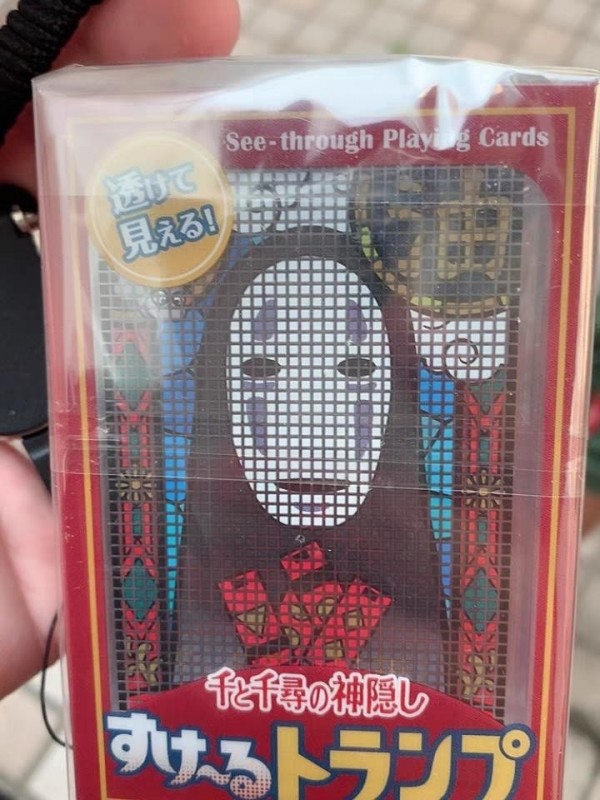 See-through Playing Cards
透けて
見える!
油
千と千尋の神隠し
すけ~るトランプ